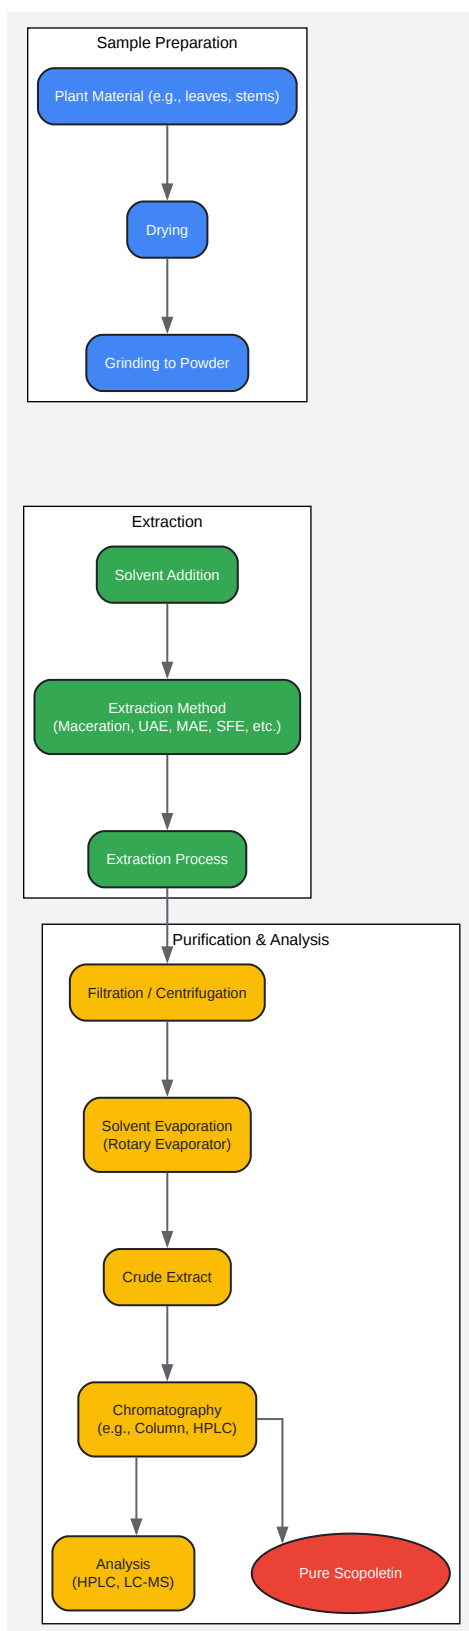 Sample Preparation
Plant Material (e.g., leaves, stems)
Drying
Grinding to Powder
Extraction
Solvent Addition
Extraction Method
(Maceration, UAE, MAE, SFE, etc.)
Extraction Process
Purification & Analysis
Filtration / Centrifugation
Solvent Evaporation
(Rotary Evaporator)
Crude Extract
Chromatography
(e.g., Column, HPLC)
Analysis
(HPLC, LC-MS)
Pure Scopoletin